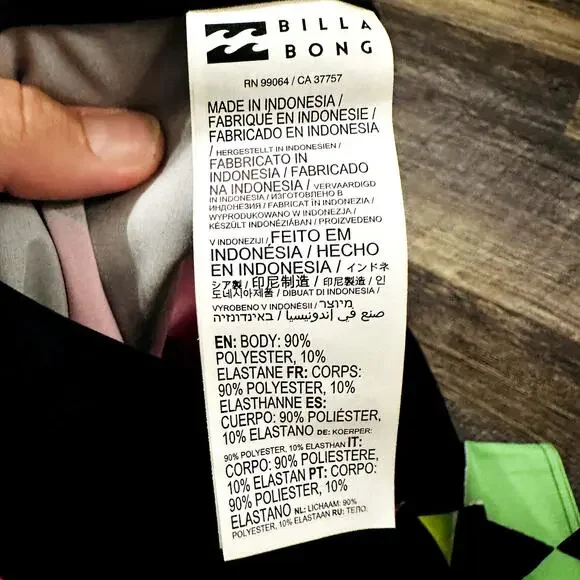 BILLA
BONG
RN 99064 / CA 37757
MADE IN INDONESIA /
FABRIQUÉ EN INDONESIE /
FABRICADO EN INDONESIA
/ HERGESTELLT IN INDONESIEN /
FABBRICATO IN
INDONESIA / FABRICADO
NA INDONESIA / VERVAARDIGD
IN INDONESIA / ИЗГОТОВЛЕНО В
ИНДОНЕЗИЯ / FABRICAT ÎN INDONEZIA /
WYPRODUKOWANO W INDONEZJA /
KÉSZÜLT INDONÉZIÁBAN / PROIZVEDENO
V INDONEZIJI / FEITO EM
INDONÉSIA / HECHO
EN INDONESIA / インドネ
シア製 / 印尼制造 / 印尼製造 / 인
도네시아제품 / DIBUAT DI INDONESIA /
VYROBENO V INDONÉSII / מיוצר
באינדונזיה / صنع في إندونيسيا
EN: BODY: 90%
POLYESTER, 10%
ELASTANE FR: CORPS:
90% POLYESTER, 10%
ELASTHANNE ES:
CUERPO: 90% POLIÉSTER,
10% ELASTANO DE: KOERPER:
90% POLYESTER, 10% ELASTHAN IT:
CORPO: 90% POLIESTERE,
10% ELASTAN PT: CORPO:
90% POLIÉSTER, 10%
ELASTANO NL: LICHAAM: 90%
POLYESTER, 10% ELASTAAN RU: ТЕЛО: